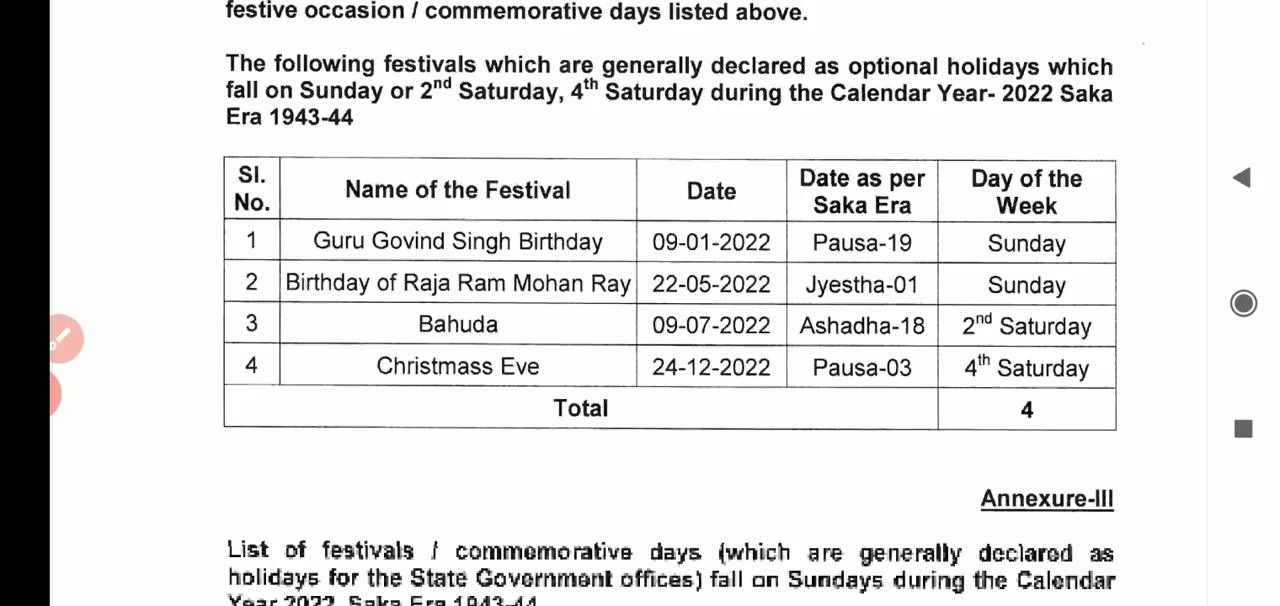 festive occasion / commemorative days listed above.
The following festivals which are generally declared as optional holidays which
fall on Sunday or 2nd Saturday, 4th Saturday during the Calendar Year- 2022 Saka
Era 1943-44
Sl. No. Name of the Festival Date Date as per Saka Era Day of the Week
1 Guru Govind Singh Birthday 09-01-2022 Pausa-19 Sunday
2 Birthday of Raja Ram Mohan Ray 22-05-2022 Jyestha-01 Sunday
3 Bahuda 09-07-2022 Ashadha-18 2nd Saturday
4 Christmass Eve 24-12-2022 Pausa-03 4th Saturday
Total 4
Annexure-III
List of festivals / commemorative days (which are generally declared as
holidays for the State Government offices) fall on Sundays during the Calendar
Year 2022 Saka Era 1943-44